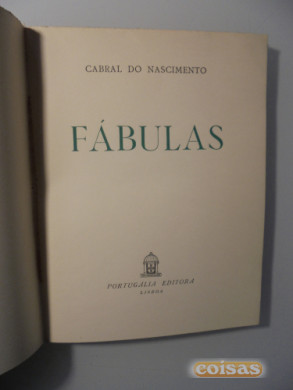 CABRAL DO NASCIMENTO
FÁBULAS
PORTUGÁLIA EDITORA
LISBOA
coisas